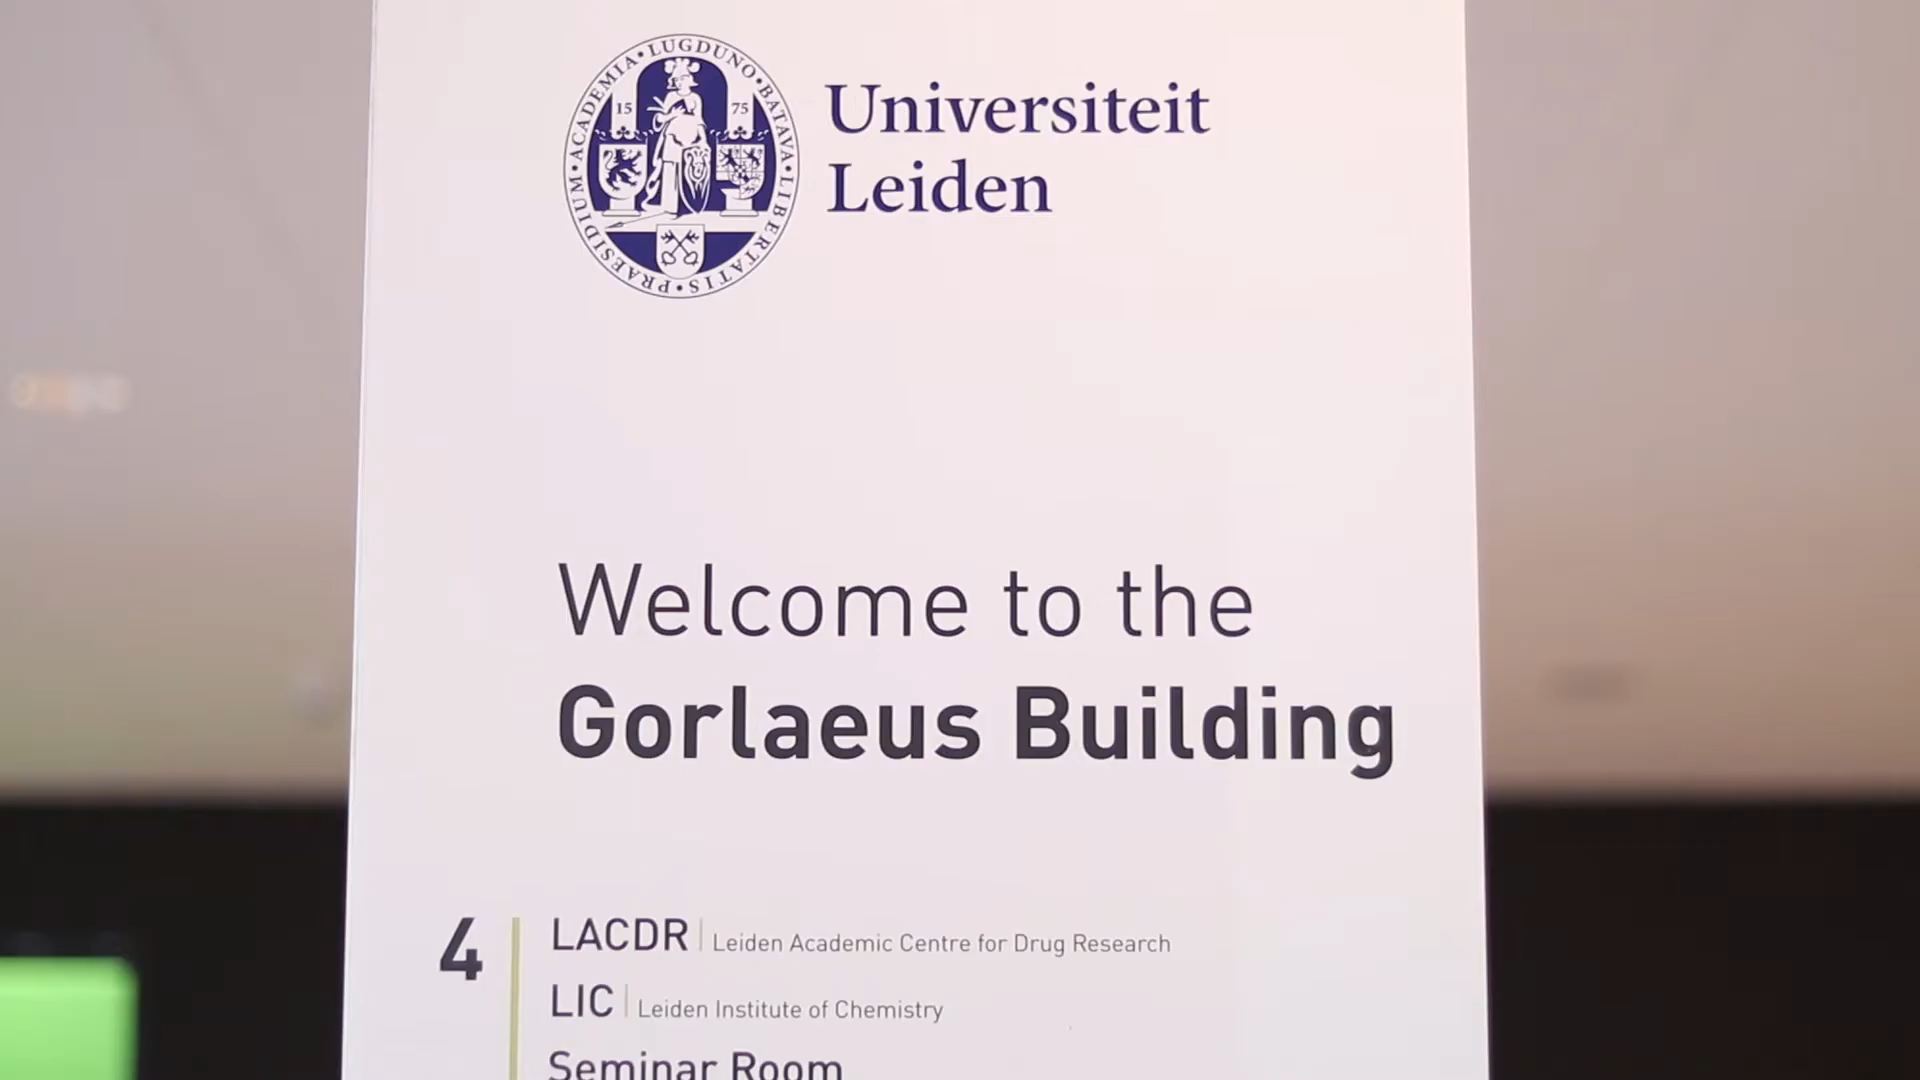 ACADEMIA • LUGDUNO • BATAVA • LIBERTATIS • PRAESIDIUM •
15 75
Universiteit
Leiden
Welcome to the
Gorlaeus Building
4 LACDR | Leiden Academic Centre for Drug Research
LIC | Leiden Institute of Chemistry
Seminar Room